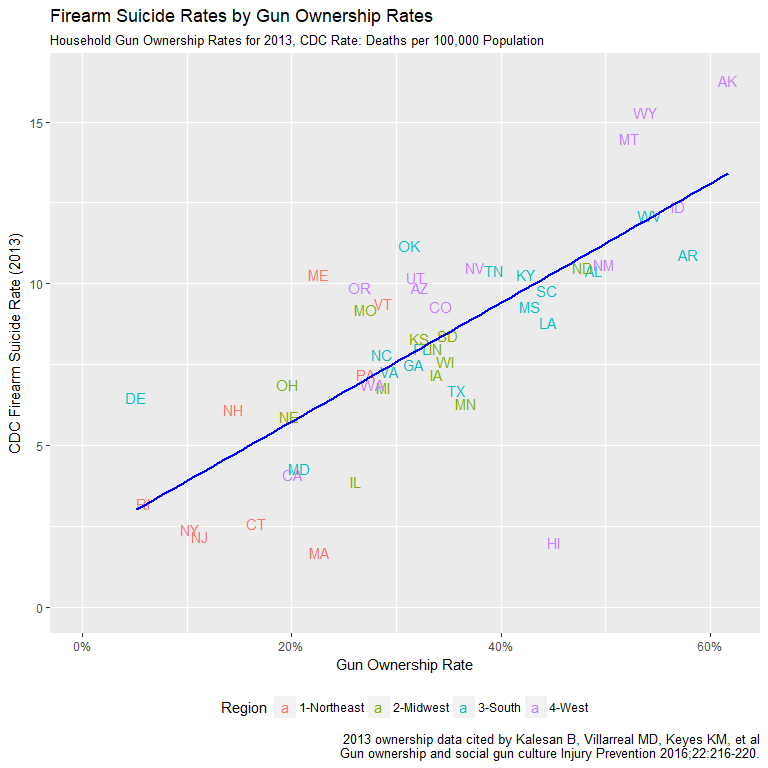 Firearm Suicide Rates by Gun Ownership Rates
Household Gun Ownership Rates for 2013, CDC Rate: Deaths per 100,000 Population
AK
WY
15
MT
ID
WV
OK
AR
ME
UT
NV
TN
KY
ND
AL
NM
10
OR
AZ
SC
VT
MO
CO
MS
LA
KS
SD
FL
IN
NC
GA
WI
PA
VA
IA
OH
WA
MI
TX
DE
MN
NH
NE
5
MD
CA
IL
RI
CT
NY
NJ
HI
MA
0
CDC Firearm Suicide Rate (2013)
0% 20% 40% 60%
Gun Ownership Rate
Region a 1-Northeast a 2-Midwest a 3-South a 4-West
2013 ownership data cited by Kalesan B, Villarreal MD, Keyes KM, et al
Gun ownership and social gun culture Injury Prevention 2016;22:216-220.